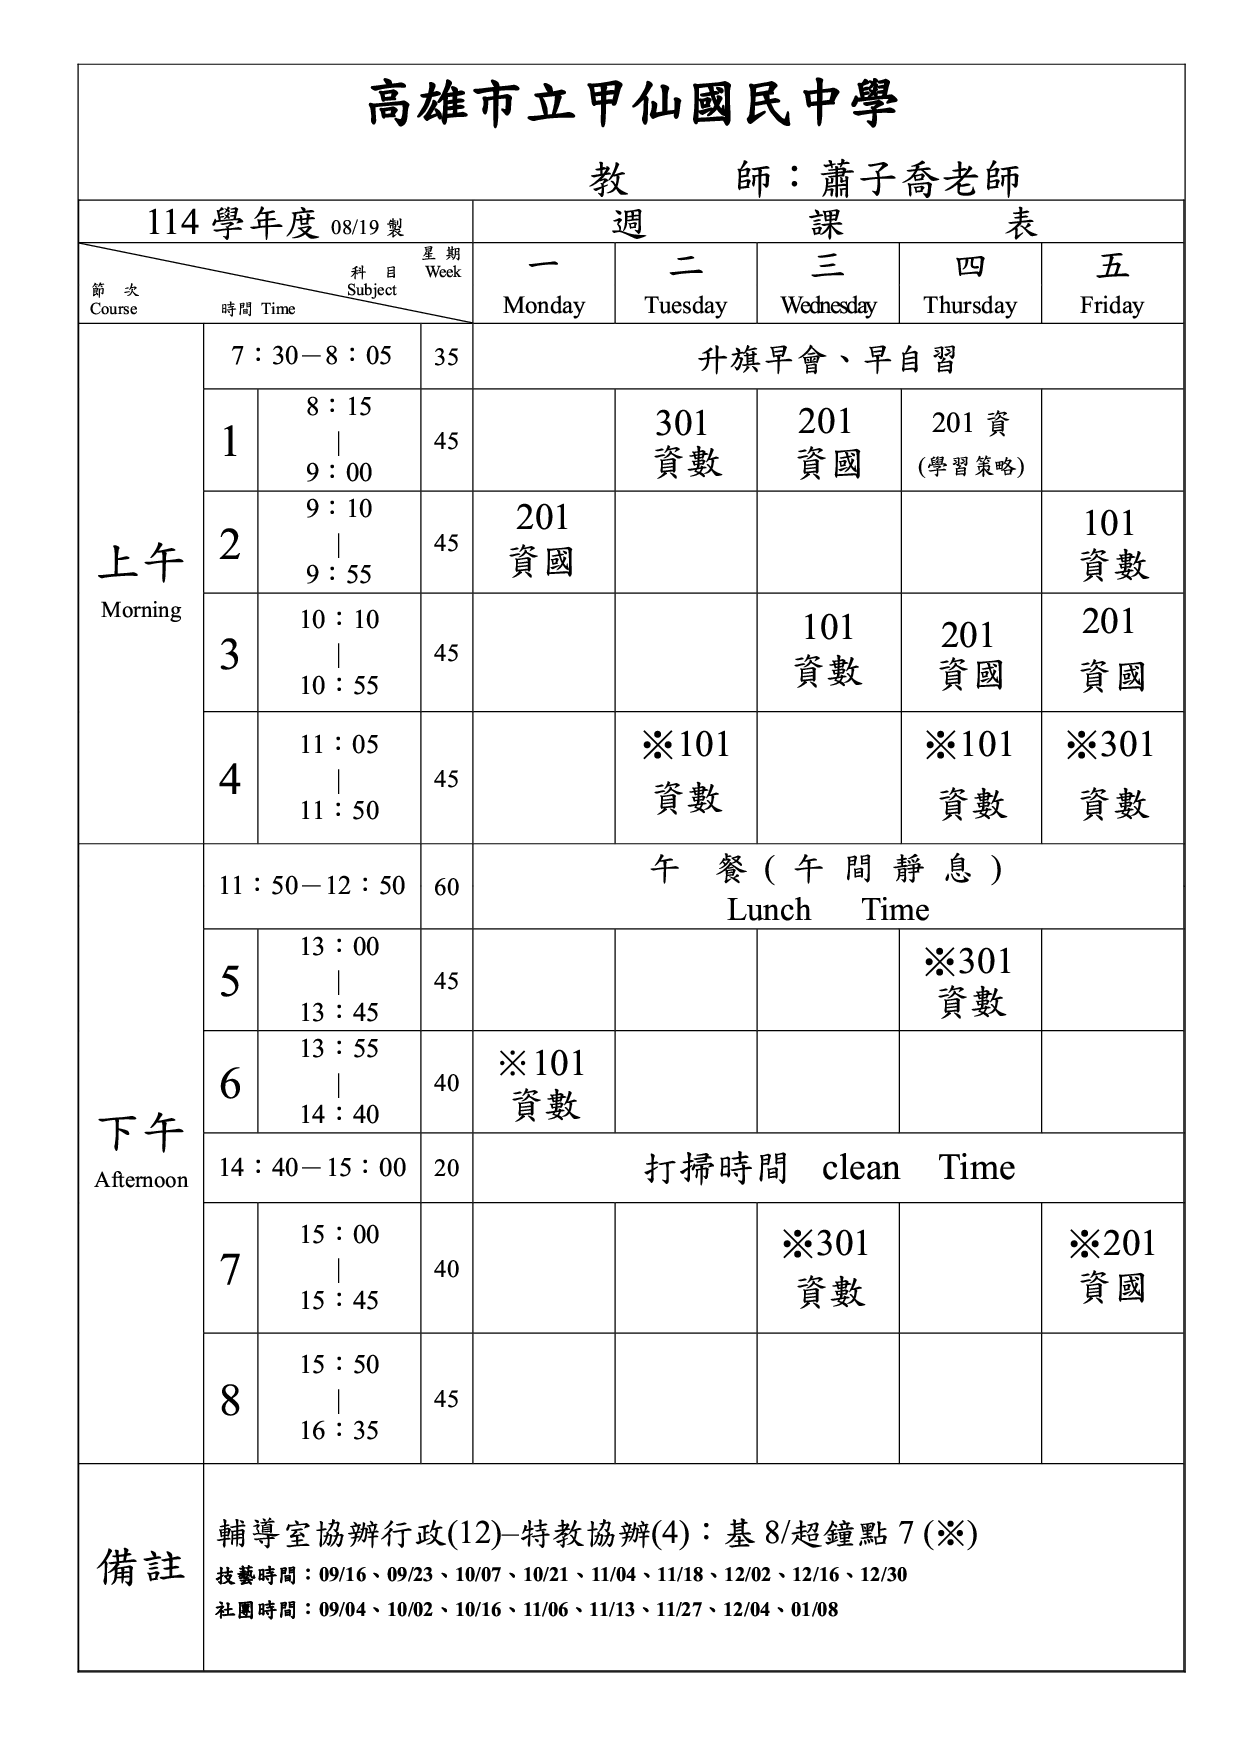 高雄市立甲仙國民中學
教 師：蕭子喬老師
114 學年度 08/19 製 週 課 表
節 次 Course 時間 Time 科 目 Subject 星 期 Week
一 二 三 四 五
Monday Tuesday Wednesday Thursday Friday
上午
Morning
7：30－8：05 35 升旗早會、早自習
1 8：15｜9：00 45
301 201 201 資
資數 資國 (學習策略)
2 9：10｜9：55 45
201 101
資國 資數
3 10：10｜10：55 45
101 201 201
資數 資國 資國
4 11：05｜11：50 45
※101 ※101 ※301
資數 資數 資數
下午
Afternoon
11：50－12：50 60 午 餐(午間靜息)
Lunch Time
5 13：00｜13：45 45
※301
資數
6 13：55｜14：40 40
※101
資數
14：40－15：00 20 打掃時間 clean Time
7 15：00｜15：45 40
※301 ※201
資數 資國
8 15：50｜16：35 45
備註
輔導室協辦行政(12)–特教協辦(4)：基 8/超鐘點 7 (※)
技藝時間：09/16、09/23、10/07、10/21、11/04、11/18、12/02、12/16、12/30
社團時間：09/04、10/02、10/16、11/06、11/13、11/27、12/04、01/08